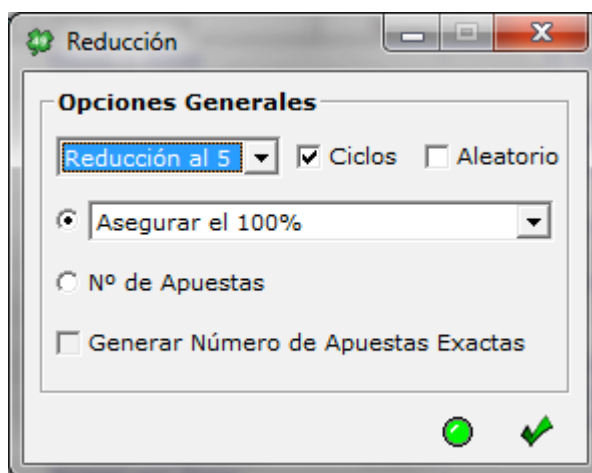 Reducción
Opciones Generales
Reducción al 5 Ciclos Aleatorio
Asegurar el 100%
Nº de Apuestas
Generar Número de Apuestas Exactas